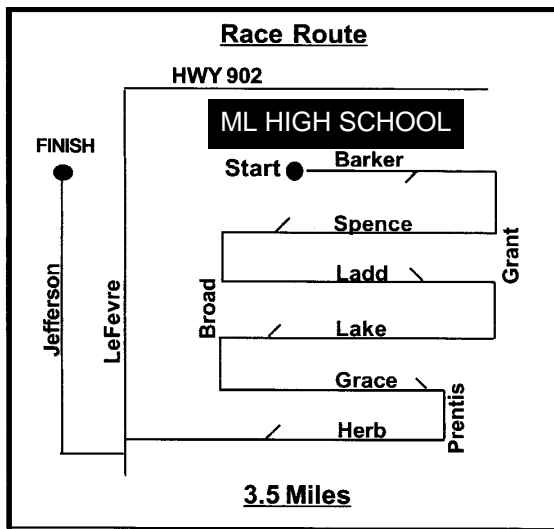 Race Route
HWY 902
ML HIGH SCHOOL
FINISH
Start
Barker
Spence
Grant
Ladd
Broad
Jefferson
LeFevre
Lake
Grace
Prentis
Herb
3.5 Miles